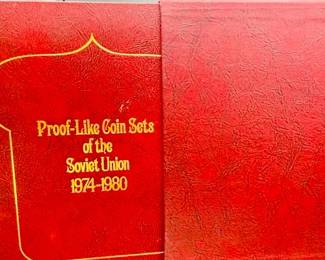 Proof-Like Coin Sets
of the
Soviet Union
1974-1980